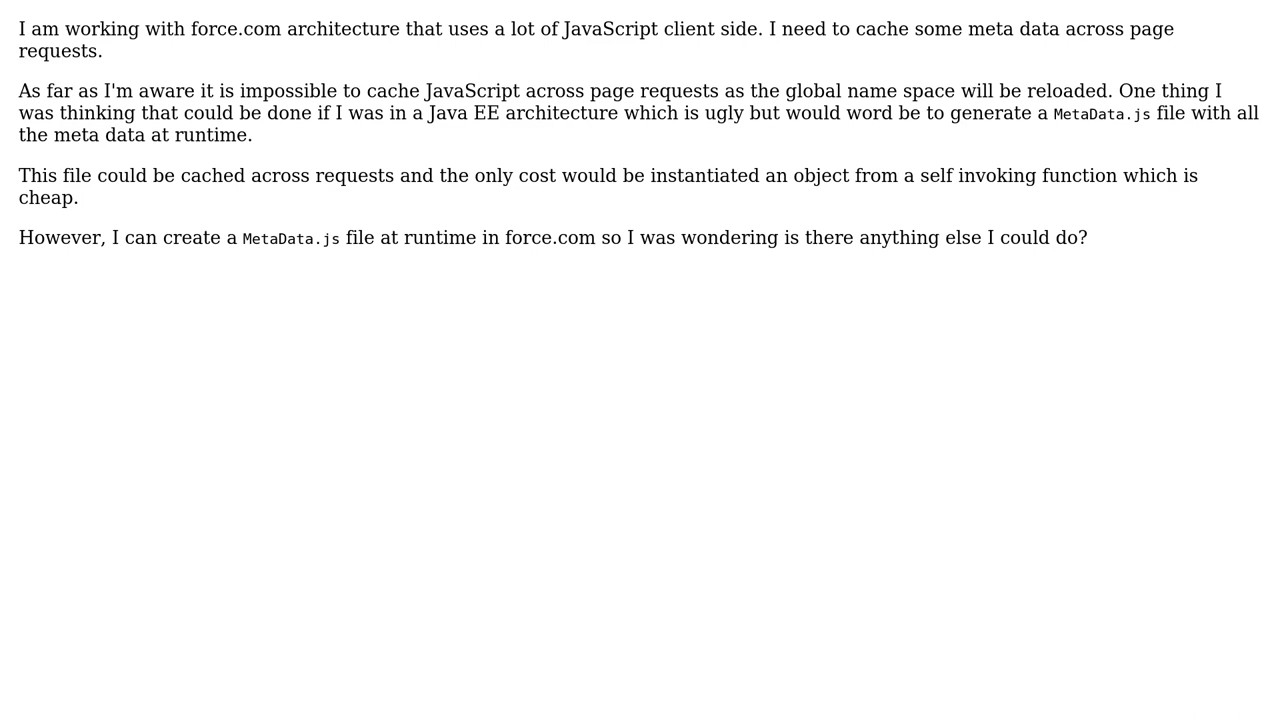 I am working with force.com architecture that uses a lot of JavaScript client side. I need to cache some meta data across page
requests.
As far as I'm aware it is impossible to cache JavaScript across page requests as the global name space will be reloaded. One thing I
was thinking that could be done if I was in a Java EE architecture which is ugly but would word be to generate a MetaData.js file with all
the meta data at runtime.
This file could be cached across requests and the only cost would be instantiated an object from a self invoking function which is
cheap.
However, I can create a MetaData.js file at runtime in force.com so I was wondering is there anything else I could do?